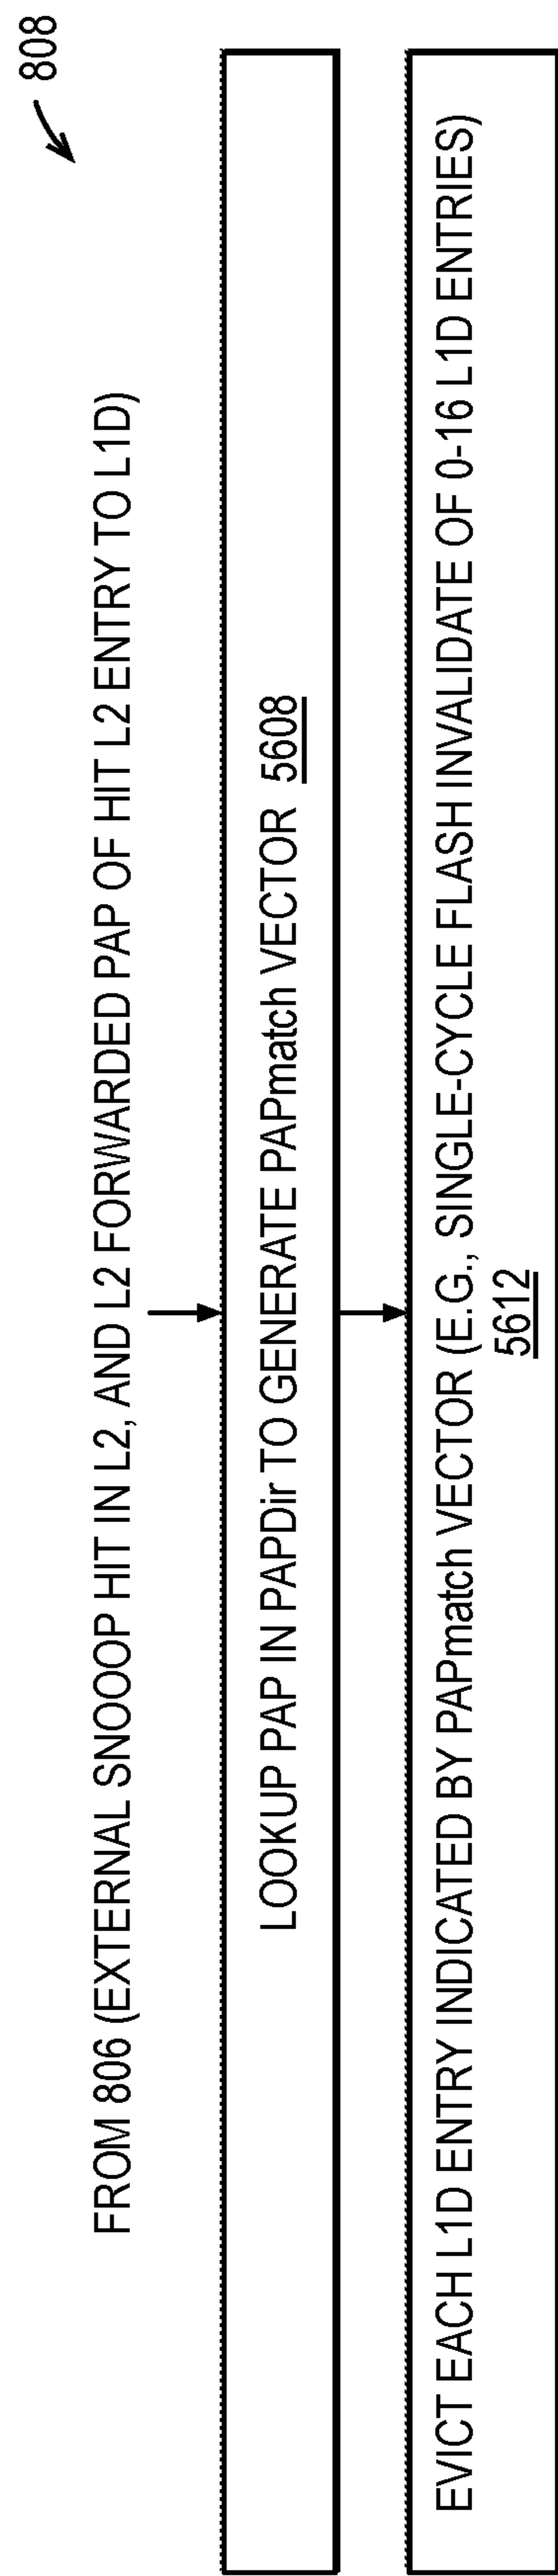 808
FROM 806 (EXTERNAL SNOOOP HIT IN L2, AND L2 FORWARDED PAP OF HIT L2 ENTRY TO L1D)
LOOKUP PAP IN PAPDir TO GENERATE PAPmatch VECTOR 5608
EVICT EACH L1D ENTRY INDICATED BY PAPmatch VECTOR (E.G., SINGLE-CYCLE FLASH INVALIDATE OF 0-16 L1D ENTRIES)
5612